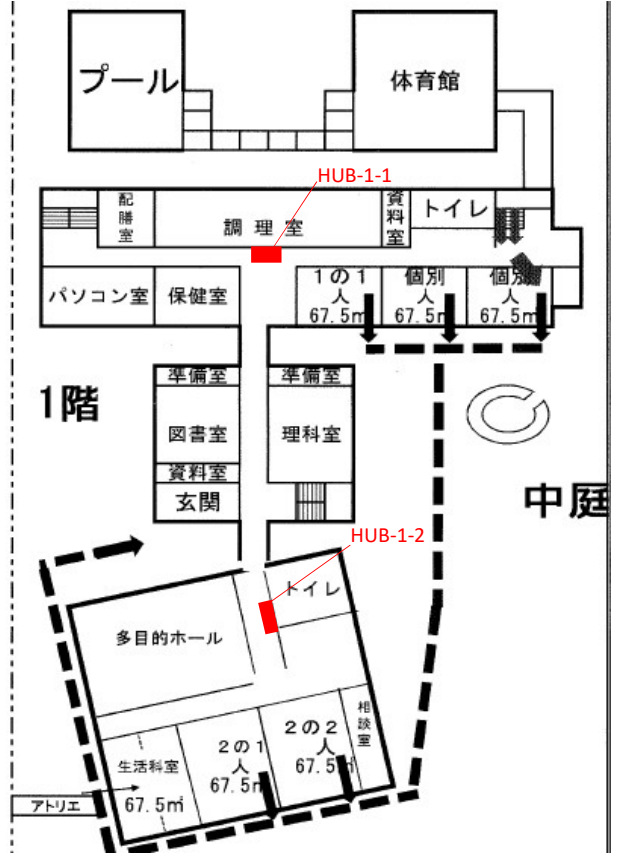 プール
体育館
HUB-1-1
配膳室
調理室
資料室
トイレ
パソコン室
保健室
1の1
人
67.5㎡
個別
人
67.5㎡
個別
人
67.5㎡
1階
準備室
準備室
図書室
理科室
資料室
玄関
中庭
HUB-1-2
トイレ
多目的ホール
相談室
2の2
人
67.5㎡
2の1
人
67.5㎡
生活科室
67.5㎡
アトリエ